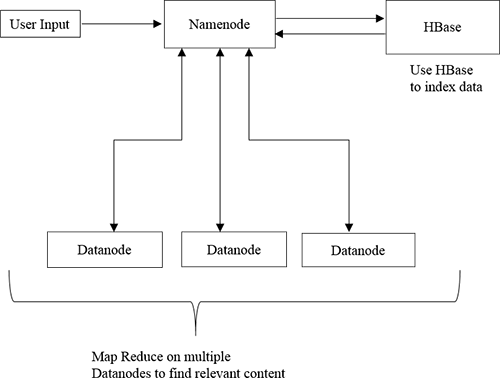 User Input
Namenode
HBase
Use HBase
to index data
Datanode
Datanode
Datanode
Map Reduce on multiple
Datanodes to find relevant content